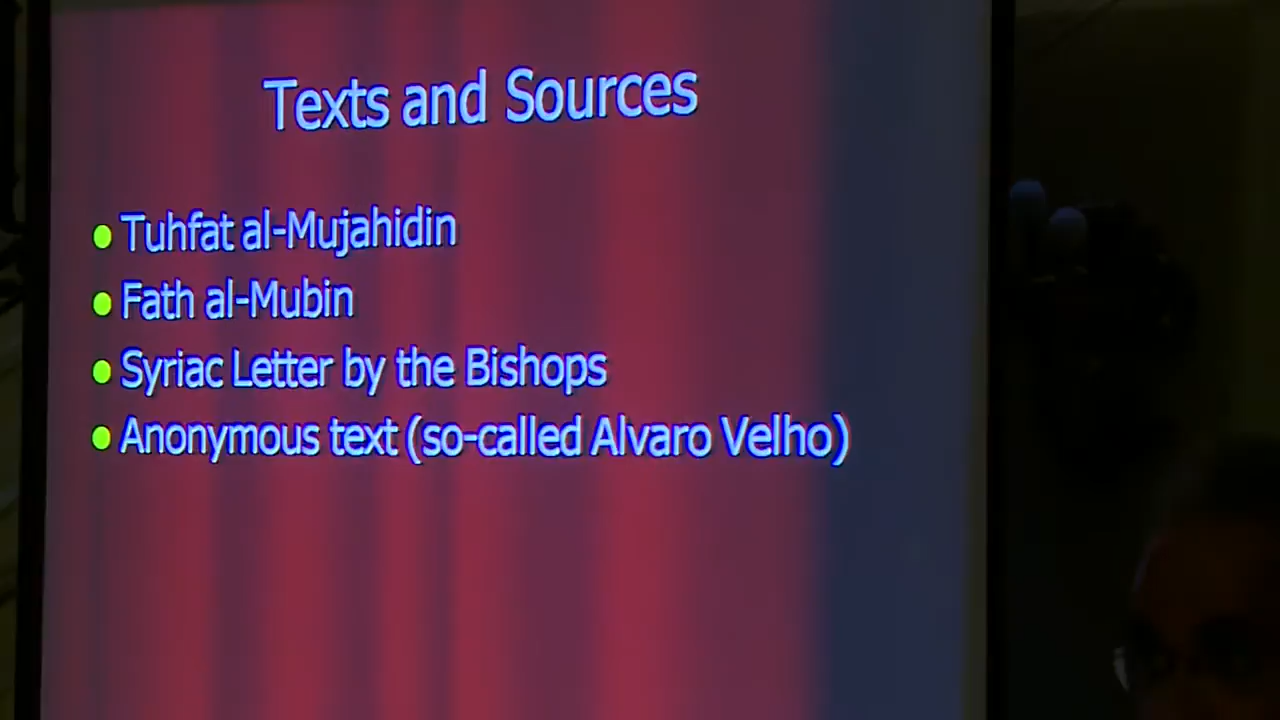 Texts and Sources
Tuhfat al-Mujahidin
Fath al-Mubin
Syriac Letter by the Bishops
Anonymous text (so-called Alvaro Velho)